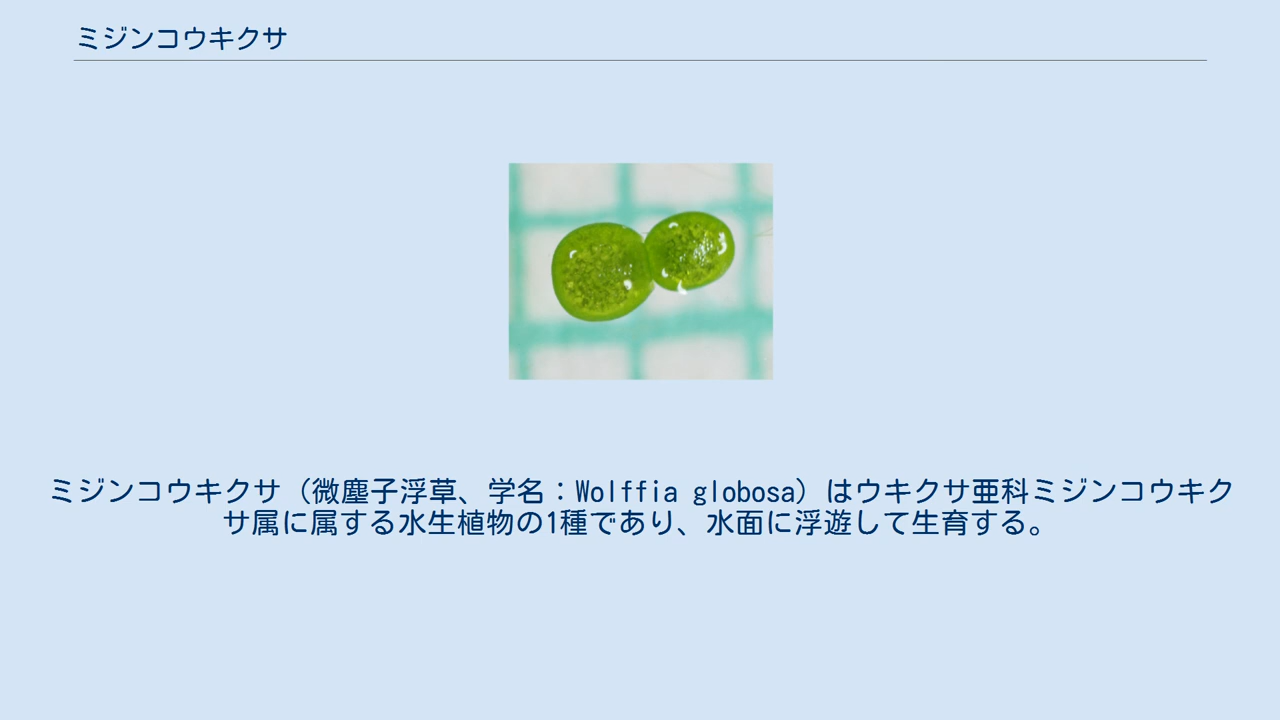 ミジンコウキクサ
ミジンコウキクサ（微塵子浮草、学名：Wolffia globosa）はウキクサ亜科ミジンコウキク
サ属に属する水生植物の1種であり、水面に浮遊して生育する。